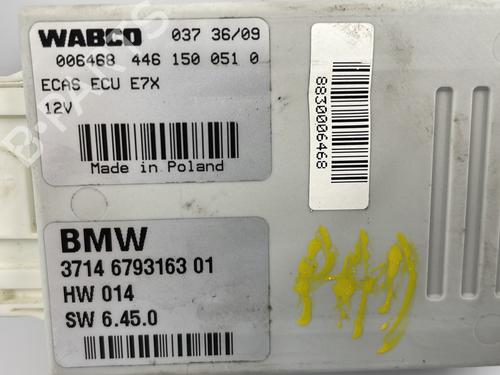 WABCO 037 36/09
006468 446 150 051 0
ECAS ECU E7X
12V
Made in Poland
8830006468
BMW
3714 6793163 01
HW 014
SW 6.45.0